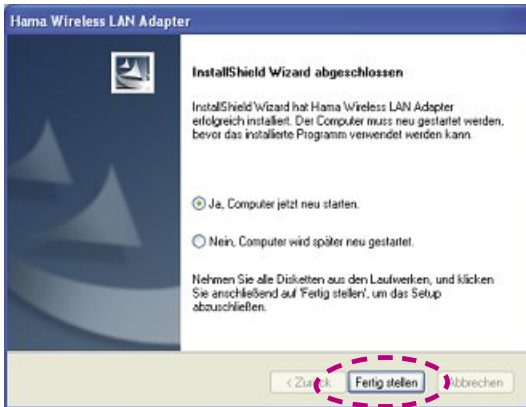 Hama Wireless LAN Adapter
InstallShield Wizard abgeschlossen
InstallShield Wizard hat Hama Wireless LAN Adapter
erfolgreich installiert. Der Computer muss neu gestartet werden,
bevor das installierte Programm verwendet werden kann.
Ja, Computer jetzt neu starten.
Nein, Computer wird später neu gestartet.
Nehmen Sie alle Disketten aus den Laufwerken, und klicken
Sie anschließend auf 'Fertig stellen', um das Setup
abzuschließen.
< Zurück Fertig stellen Abbrechen